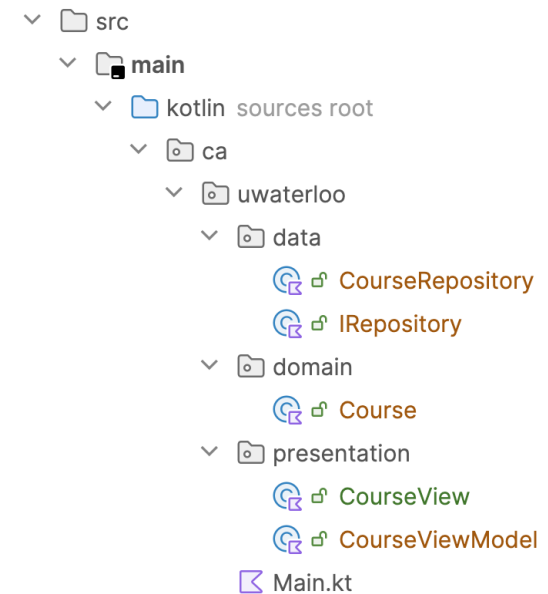 src
main
kotlin sources root
ca
uwaterloo
data
CourseRepository
IRepository
domain
Course
presentation
CourseView
CourseViewModel
Main.kt